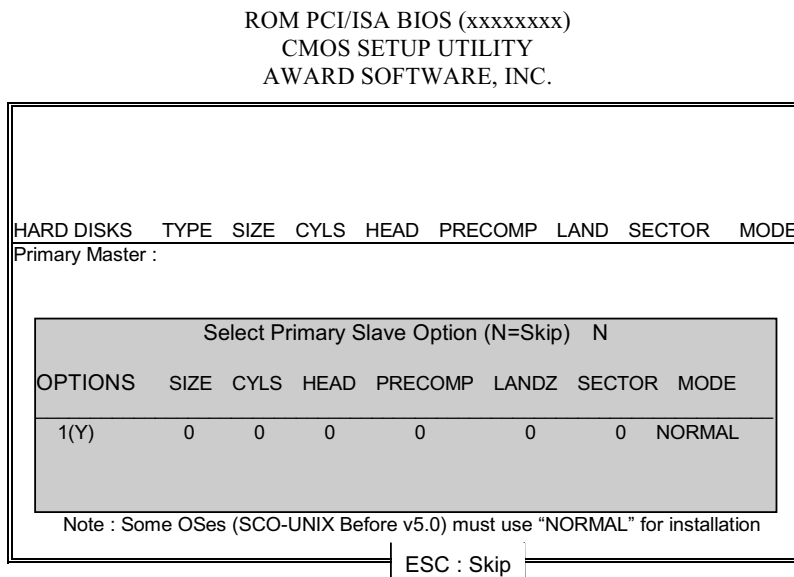 ROM PCI/ISA BIOS (xxxxxxxx)
CMOS SETUP UTILITY
AWARD SOFTWARE, INC.
HARD DISKS TYPE SIZE CYLS HEAD PRECOMP LAND SECTOR MODE
Primary Master :
Select Primary Slave Option (N=Skip) N
OPTIONS SIZE CYLS HEAD PRECOMP LANDZ SECTOR MODE
1(Y) 0 0 0 0 0 0 NORMAL
Note : Some OSes (SCO-UNIX Before v5.0) must use “NORMAL” for installation
ESC : Skip